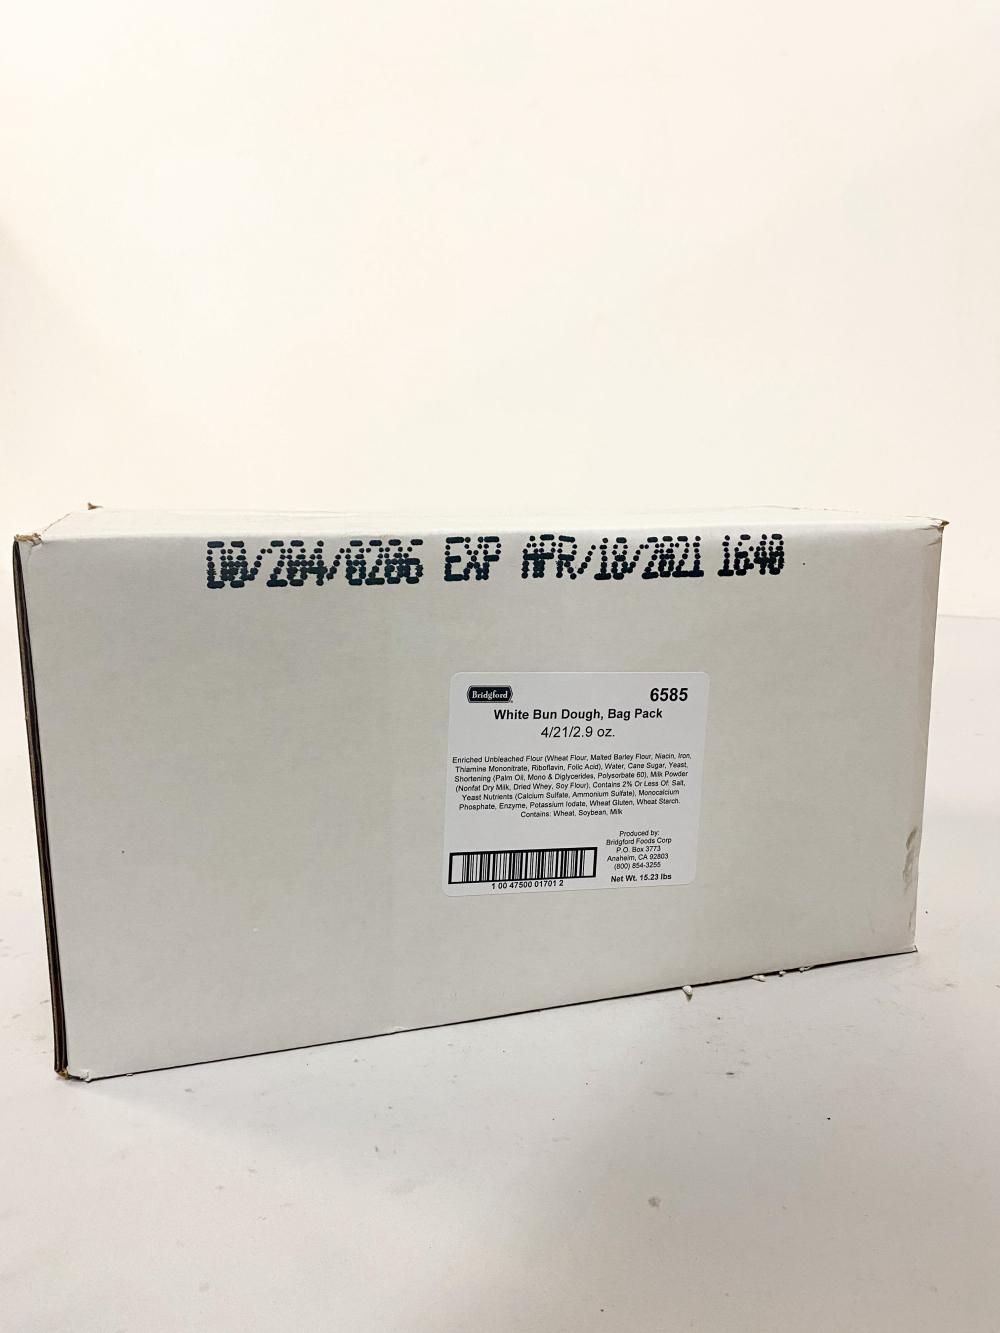 DA/204/0206 EXP APR/18/2021 1640
Bridgford
6585
White Bun Dough, Bag Pack
4/21/2.9 oz.
Enriched Unbleached Flour (Wheat Flour, Malted Barley Flour, Niacin, Iron,
Thiamine Mononitrate, Riboflavin, Folic Acid), Water, Cane Sugar, Yeast,
Shortening (Palm Oil, Mono & Diglycerides, Polysorbate 60), Milk Powder
(Nonfat Dry Milk, Dried Whey, Soy Flour), Contains 2% Or Less Of: Salt,
Yeast Nutrients (Calcium Sulfate, Ammonium Sulfate), Monocalcium
Phosphate, Enzyme, Potassium Iodate, Wheat Gluten, Wheat Starch.
Contains: Wheat, Soybean, Milk
Produced by:
Bridgford Foods Corp
P.O. Box 3773
Anaheim, CA 92803
(800) 854-3255
Net Wt. 15.23 lbs
1 00 47500 01701 2